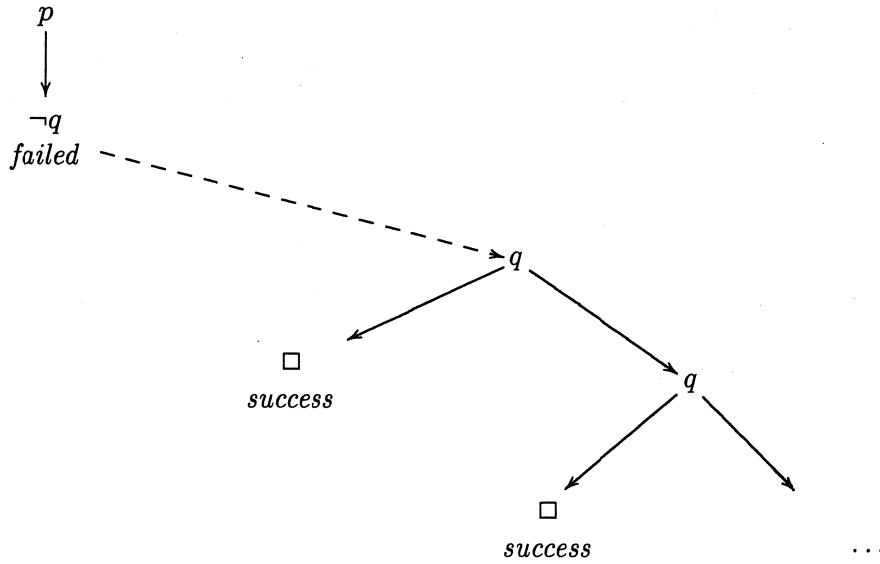 p
¬q
failed
q
□
success
q
□
success
...